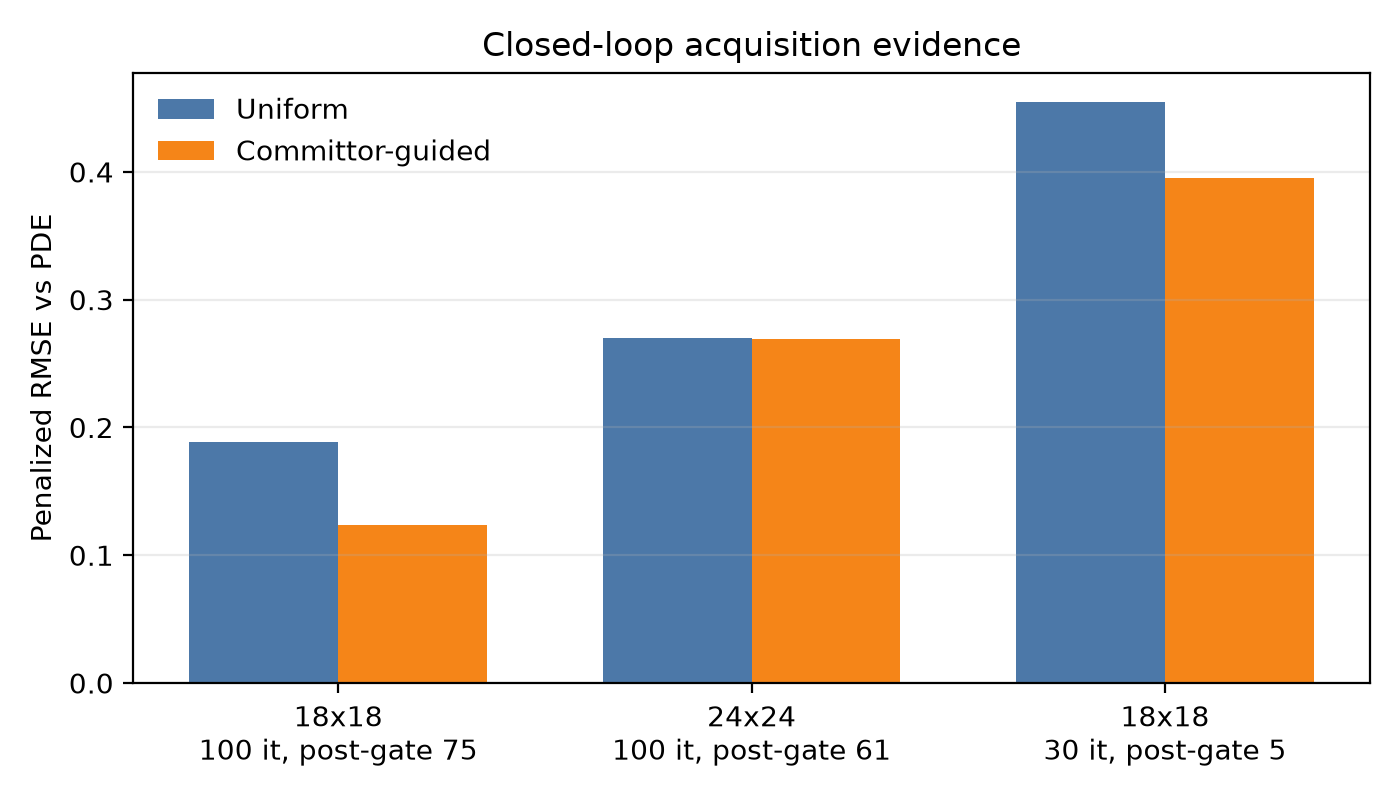 Closed-loop acquisition evidence
Uniform
Committor-guided
Penalized RMSE vs PDE
0.4
0.3
0.2
0.1
0.0
18x18
100 it, post-gate 75
24x24
100 it, post-gate 61
18x18
30 it, post-gate 5